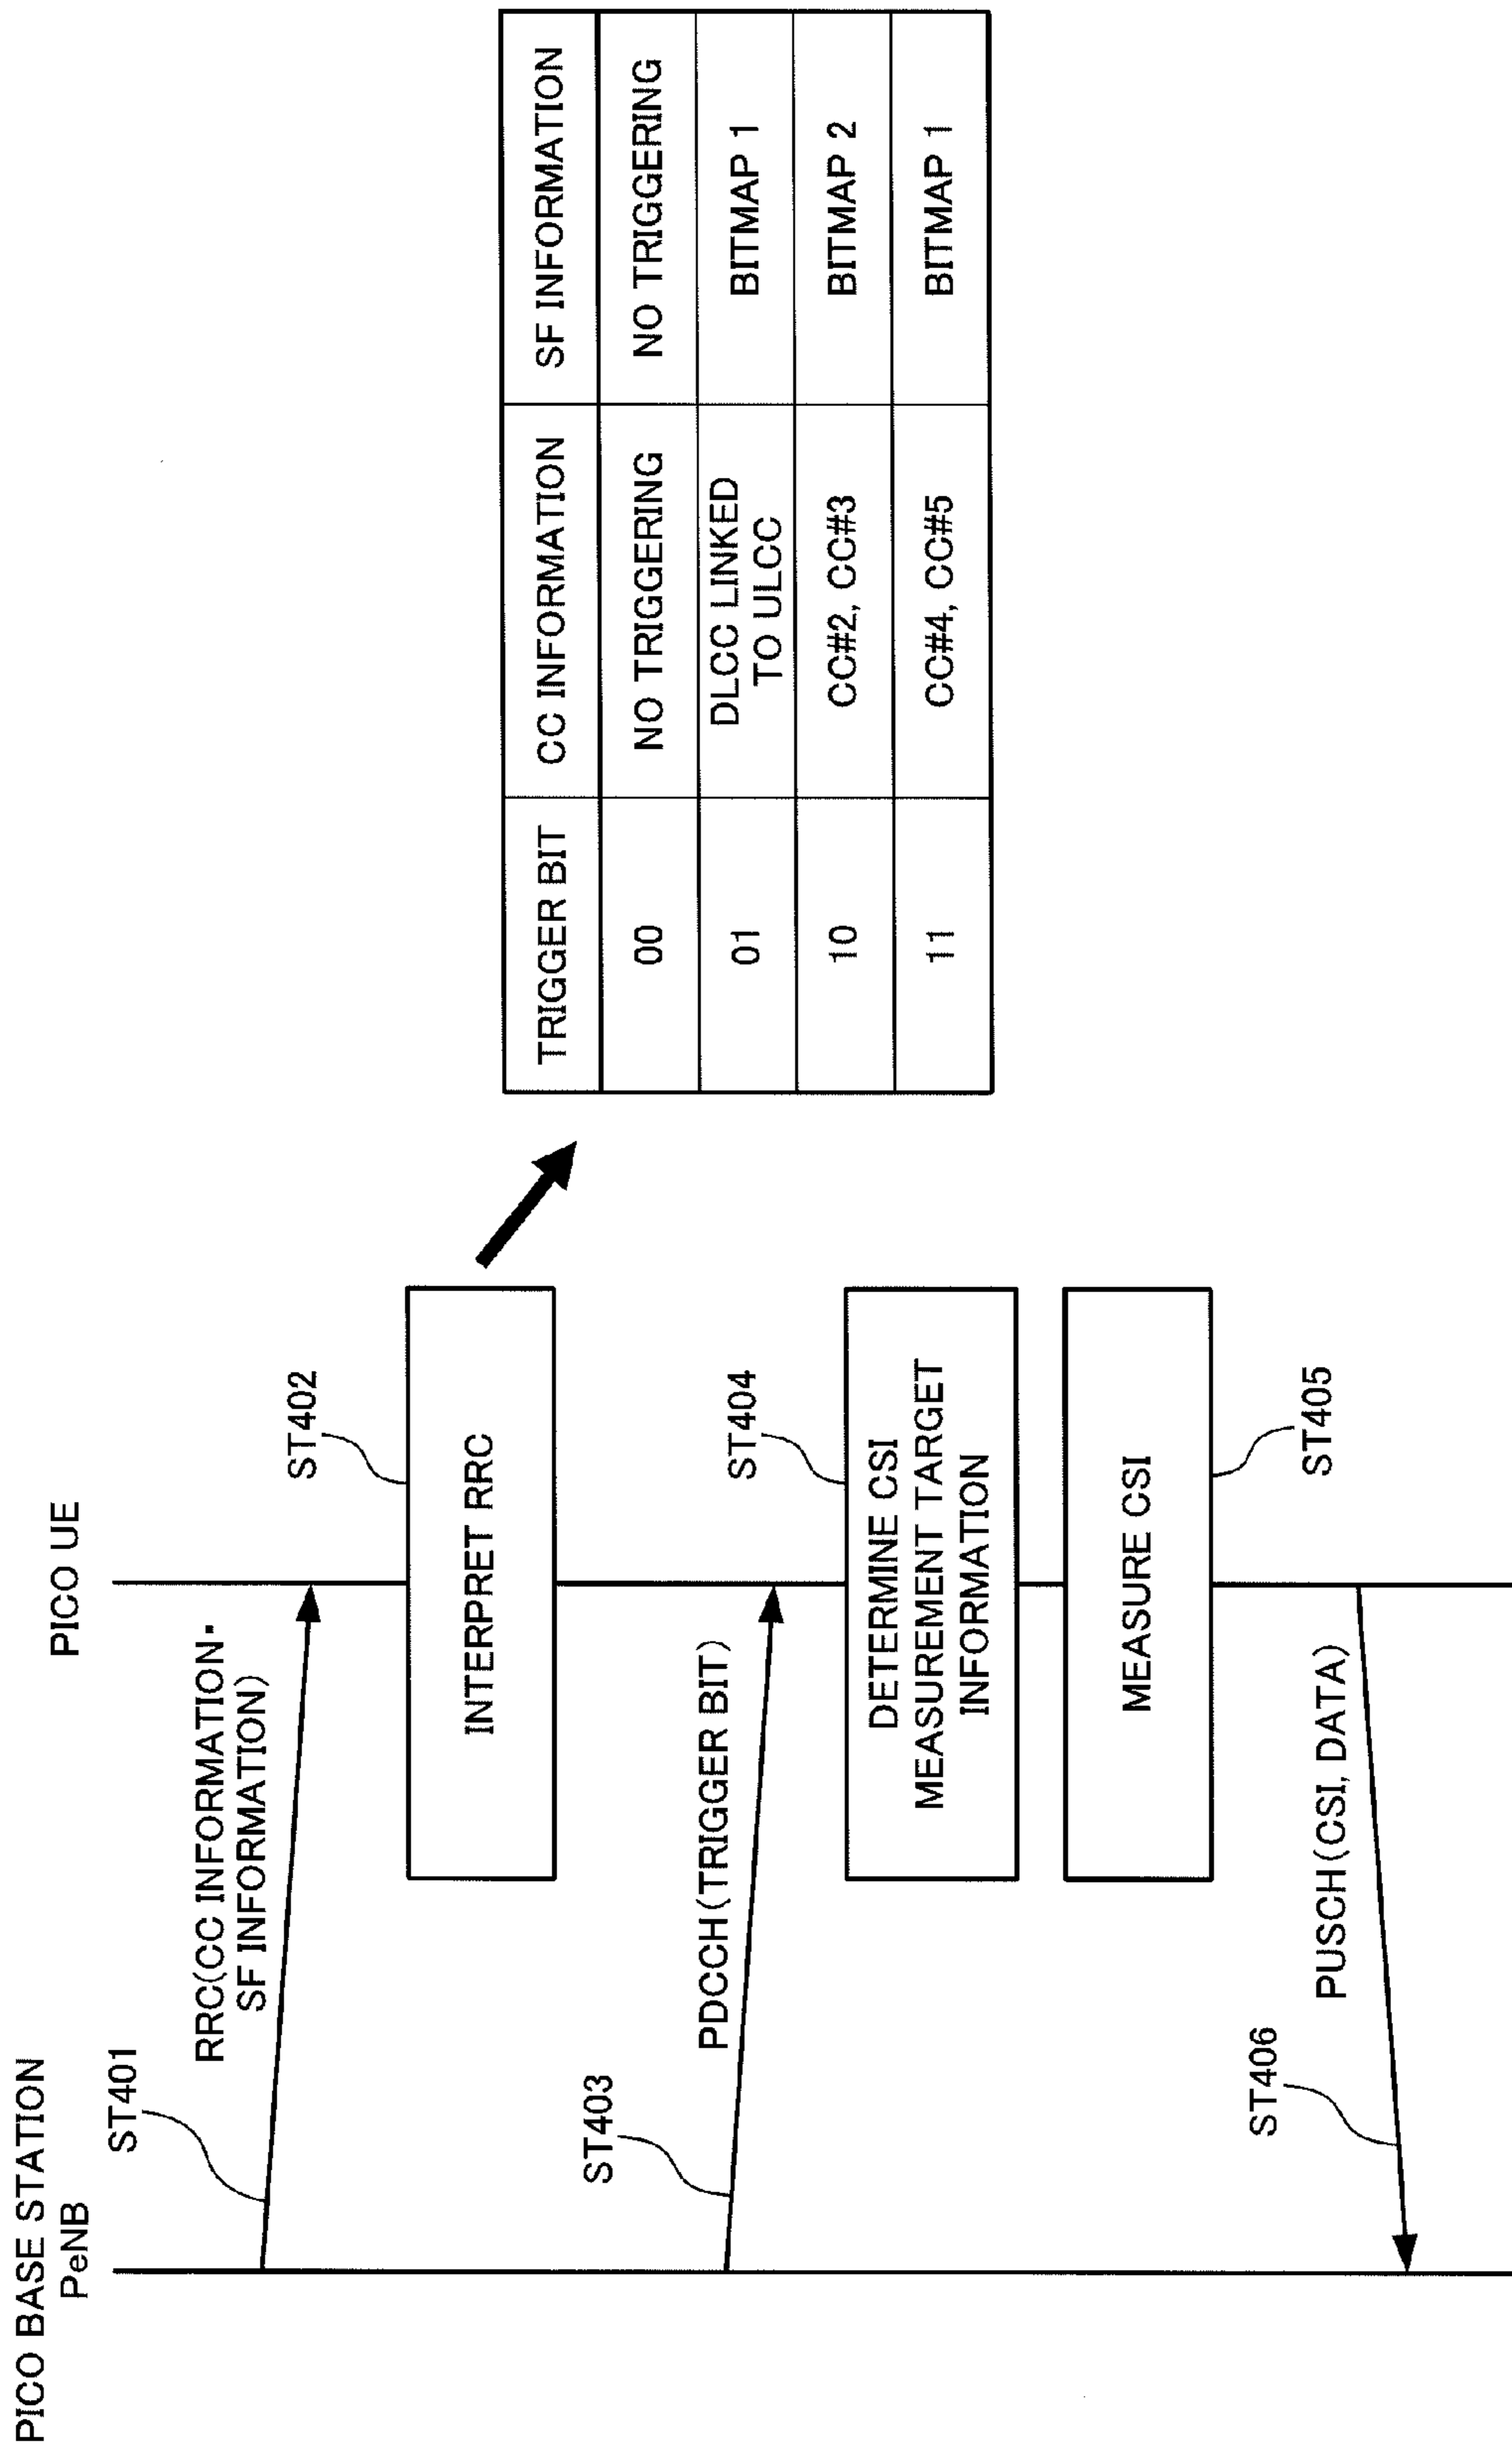 PICO BASE STATION
PeNB
PICO UE
ST401
RRC(CC INFORMATION·
SF INFORMATION)
ST402
INTERPRET RRC
ST403
PDCCH(TRIGGER BIT)
ST404
DETERMINE CSI
MEASUREMENT TARGET
INFORMATION
MEASURE CSI
ST405
ST406
PUSCH(CSI, DATA)
TRIGGER BIT CC INFORMATION SF INFORMATION
00 NO TRIGGERING NO TRIGGERING
01 DLCC LINKED
TO ULCC BITMAP 1
10 CC#2, CC#3 BITMAP 2
11 CC#4, CC#5 BITMAP 1